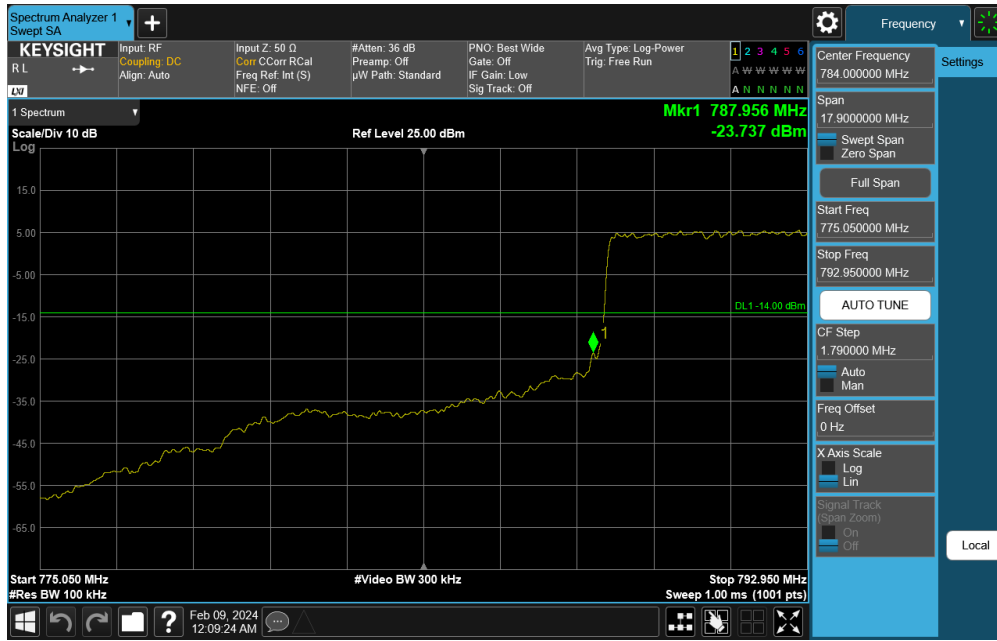 Spectrum Analyzer 1
Swept SA
Frequency
KEYSIGHT
R L
LXI
Input: RF
Coupling: DC
Align: Auto
Input Z: 50 Ω
Corr CCorr RCal
Freq Ref: Int (S)
NFE: Off
#Atten: 36 dB
Preamp: Off
µW Path: Standard
PNO: Best Wide
Gate: Off
IF Gain: Low
Sig Track: Off
Avg Type: Log-Power
Trig: Free Run
1 2 3 4 5 6
A W W W W W
A N N N N N
1 Spectrum
Mkr1 787.956 MHz
-23.737 dBm
Scale/Div 10 dB
Ref Level 25.00 dBm
Log
15.0
5.00
-5.00
DL1 -14.00 dBm
-15.0
1
-25.0
-35.0
-45.0
-55.0
-65.0
Start 775.050 MHz
#Video BW 300 kHz
Stop 792.950 MHz
#Res BW 100 kHz
Sweep 1.00 ms (1001 pts)
Center Frequency
784.000000 MHz
Settings
Span
17.9000000 MHz
Swept Span
Zero Span
Full Span
Start Freq
775.050000 MHz
Stop Freq
792.950000 MHz
AUTO TUNE
CF Step
1.790000 MHz
Auto
Man
Freq Offset
0 Hz
X Axis Scale
Log
Lin
Signal Track
(Span Zoom)
On
Off
Local
?
Feb 09, 2024
12:09:24 AM